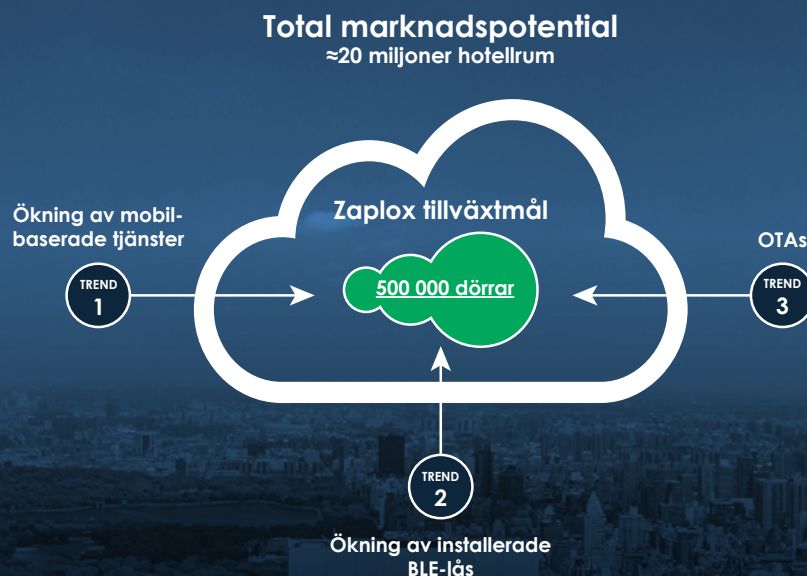 Total marknadspotential
≈20 miljoner hotellrum
Ökning av mobil-
baserade tjänster
TREND
1
Zaplox tillväxtmål
500 000 dörrar
OTAs
TREND
3
TREND
2
Ökning av installerade
BLE-lås